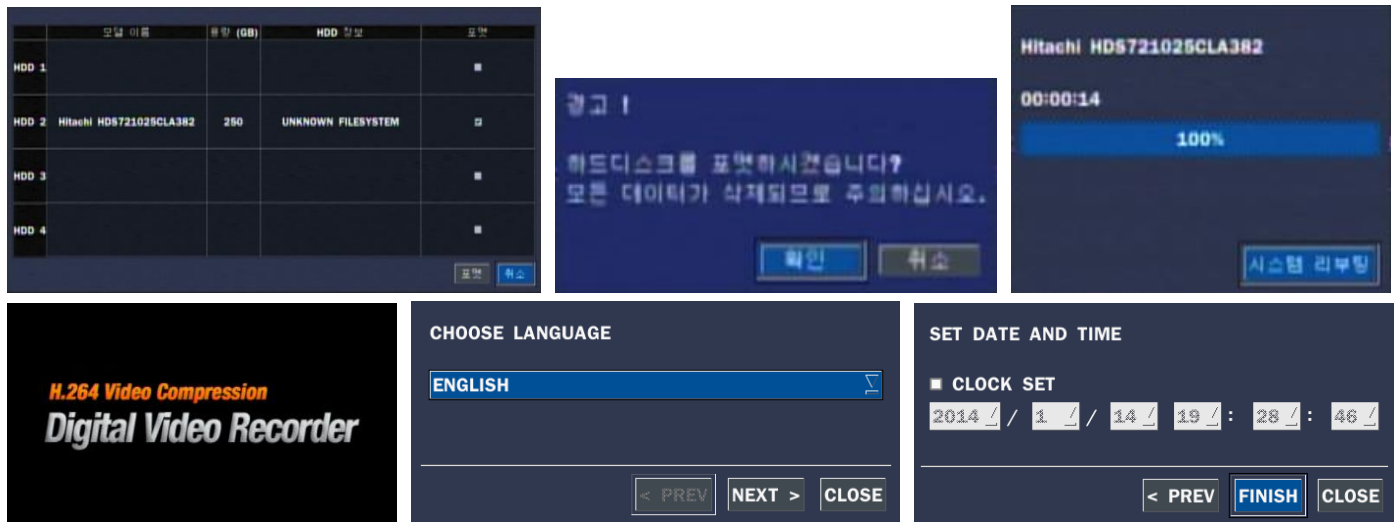 모델 이름 용량 (GB) HDD 정보 포맷
HDD 1
HDD 2 Hitachi HDS721025CLA382 250 UNKNOWN FILESYSTEM
HDD 3
HDD 4
포맷 취소
경고 !
하드디스크를 포맷하시겠습니다?
모든 데이터가 삭제되므로 주의하십시오.
확인 취소
Hitachi HDS721025CLA382
00:00:14
100%
시스템 리부팅
H.264 Video Compression
Digital Video Recorder
CHOOSE LANGUAGE
ENGLISH
< PREV NEXT > CLOSE
SET DATE AND TIME
CLOCK SET
2014 / 1 / 14 19 : 28 : 46
< PREV FINISH CLOSE